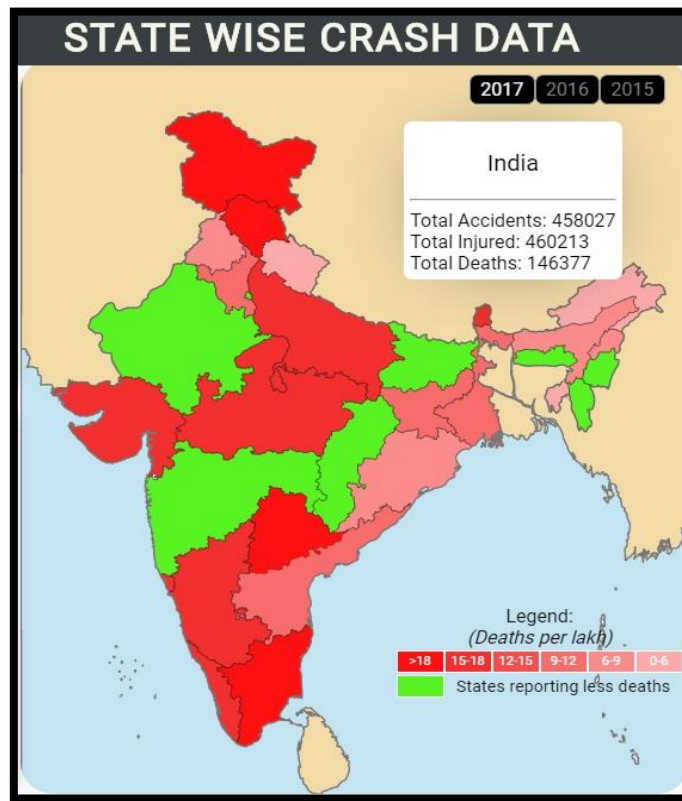 STATE WISE CRASH DATA
2017 2016 2015
India
Total Accidents: 458027
Total Injured: 460213
Total Deaths: 146377
Legend:
(Deaths per lakh)
>18 15-18 12-15 9-12 6-9 0-6
States reporting less deaths